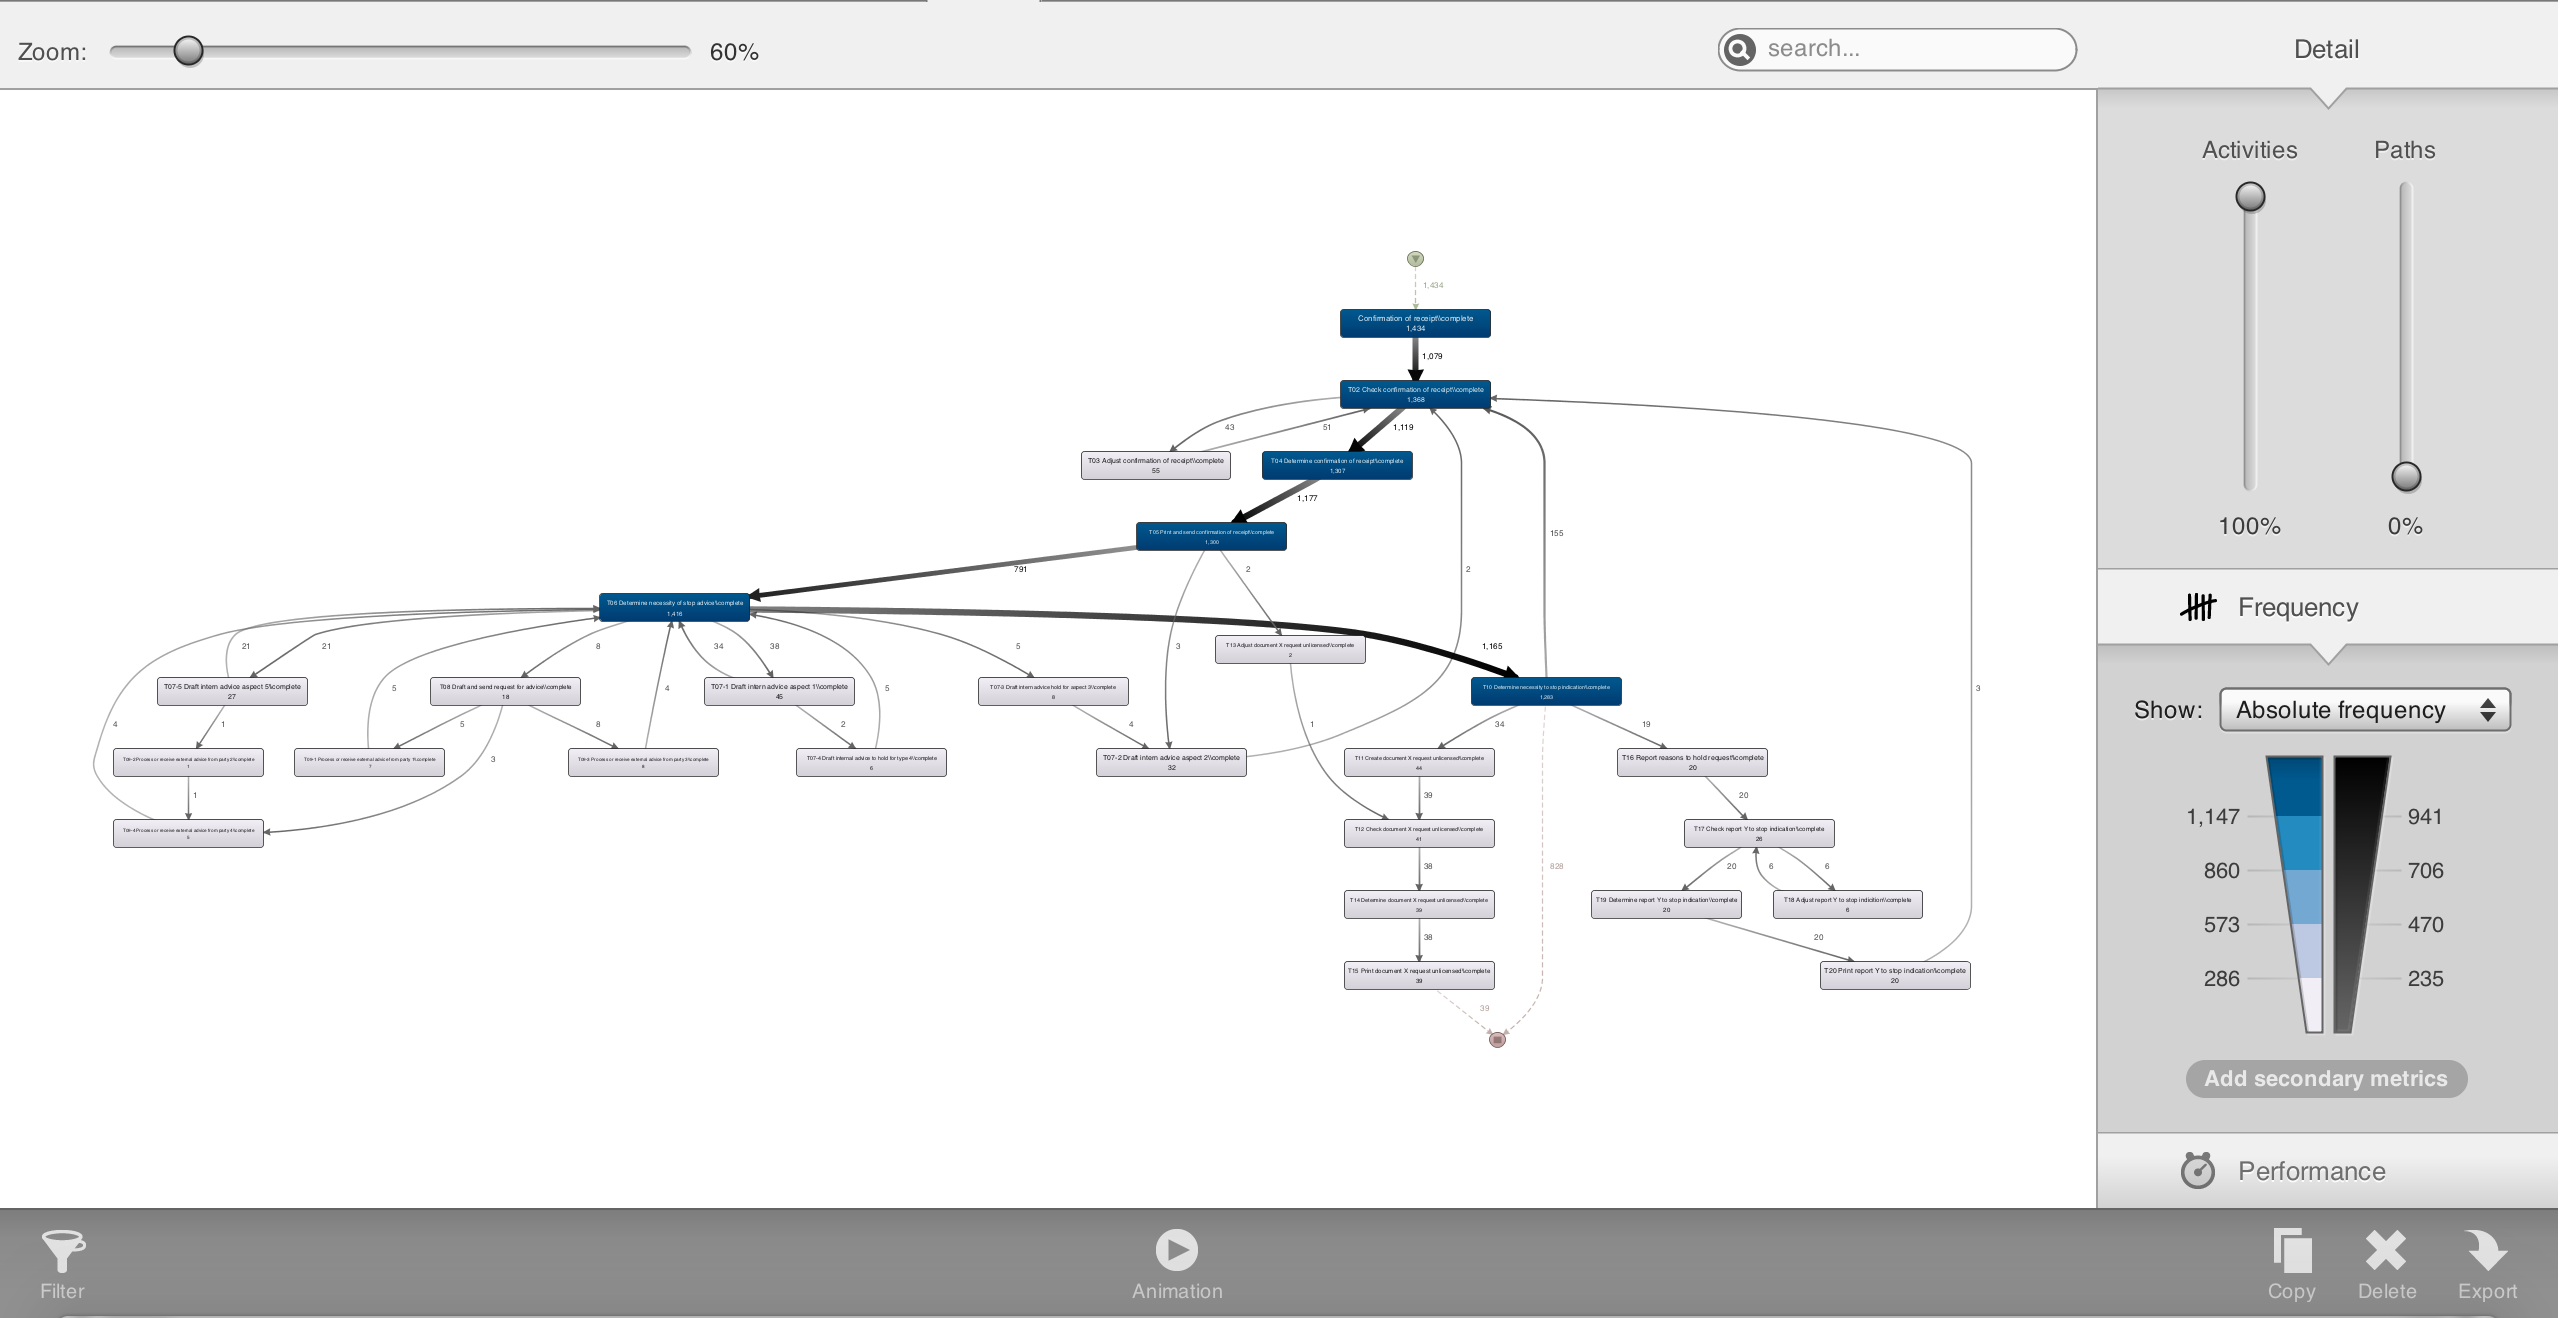 Zoom:
60%
search...
Detail
Activities
Paths
100%
0%
Frequency
Show:
Absolute frequency
1,147
941
860
706
573
470
286
235
Add secondary metrics
Performance
1,434
Confirmation of receipt\\complete
1,434
1,079
T02 Check confirmation of receipt\\complete
1,368
43
51
1,119
T03 Adjust confirmation of receipt\\complete
55
T04 Determine confirmation of receipt\\complete
1,307
1,177
T05 Print and send confirmation of receipt\\complete
1,300
155
791
2
2
T06 Determine necessity of stop advice\\complete
1,416
21
21
8
34
38
5
3
T13 Adjust document X request unlicensed\\complete
2
1,165
T07-5 Draft intern advice aspect 5\\complete
27
5
T08 Draft and send request for advice\\complete
18
4
T07-1 Draft intern advice aspect 1\\complete
45
5
T07-3 Draft intern advice hold for aspect 3\\complete
8
T10 Determine necessity to stop indication\\complete
1,283
3
4
1
5
8
2
4
1
34
19
T09-2 Process or receive external advice from party 2\\complete
1
T09-1 Process or receive external advice from party 1\\complete
7
3
T09-3 Process or receive external advice from party 3\\complete
8
T07-4 Draft internal advice to hold for type 4\\complete
T07-2 Draft intern advice aspect 2\\complete
32
T11 Create document X request unlicensed\\complete
44
T16 Report reasons to hold request\\complete
20
1
39
20
T09-4 Process or receive external advice from party 4\\complete
5
T12 Check document X request unlicensed\\complete
41
T17 Check report Y to stop indication\\complete
26
38
828
20
6
6
T14 Determine document X request unlicensed\\complete
39
T19 Determine report Y to stop indication\\complete
20
T18 Adjust report Y to stop indicition\\complete
6
38
20
T15 Print document X request unlicensed\\complete
39
T20 Print report Y to stop indication\\complete
20
39
Filter
Animation
Copy
Delete
Export